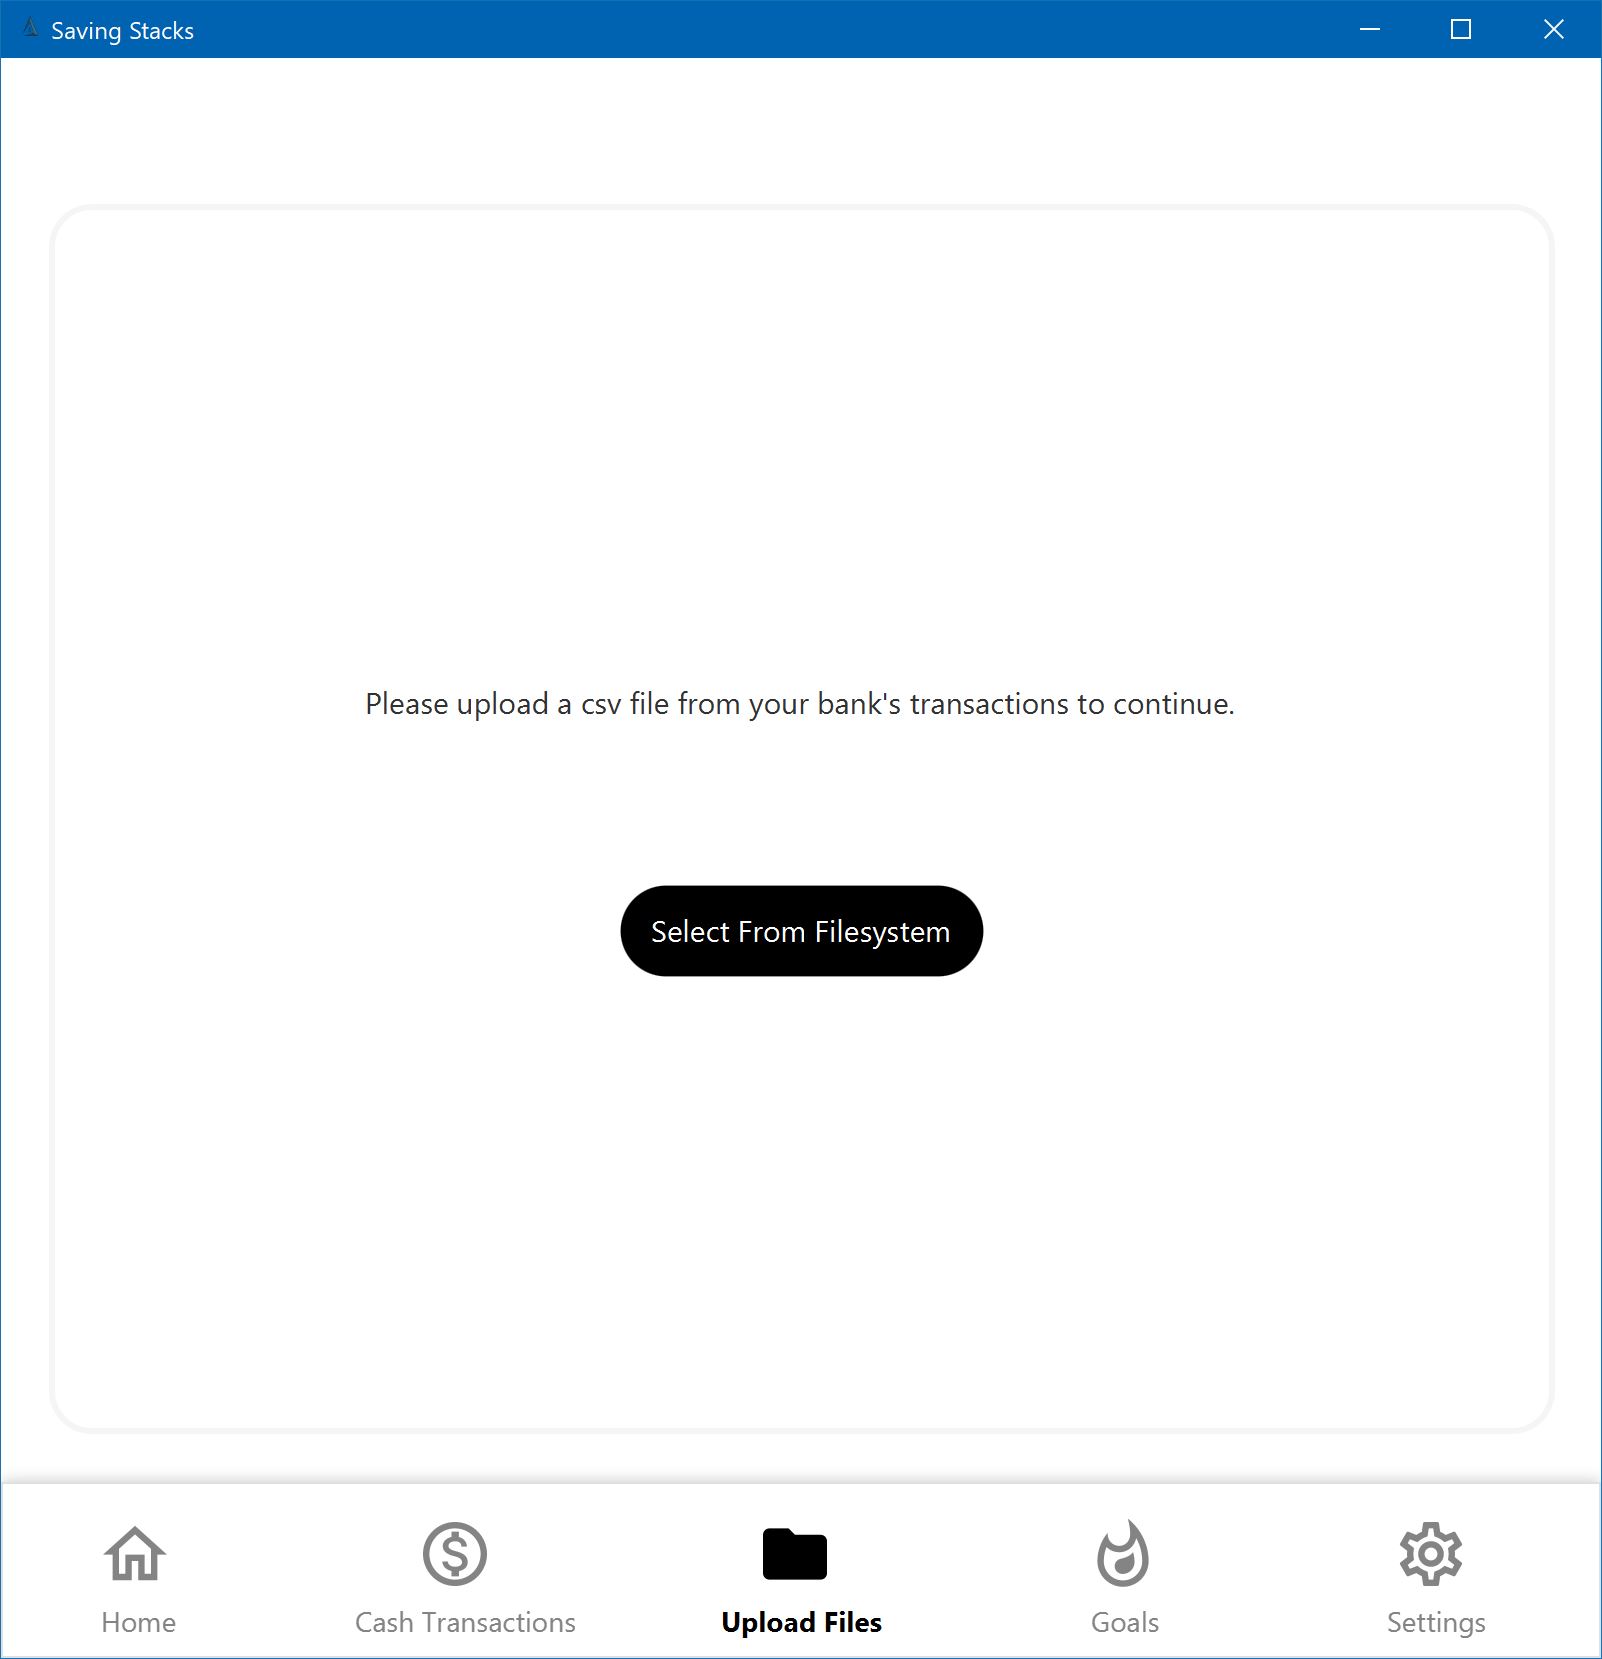 Saving Stacks
Please upload a csv file from your bank's transactions to continue.
Select From Filesystem
Home
Cash Transactions
Upload Files
Goals
Settings